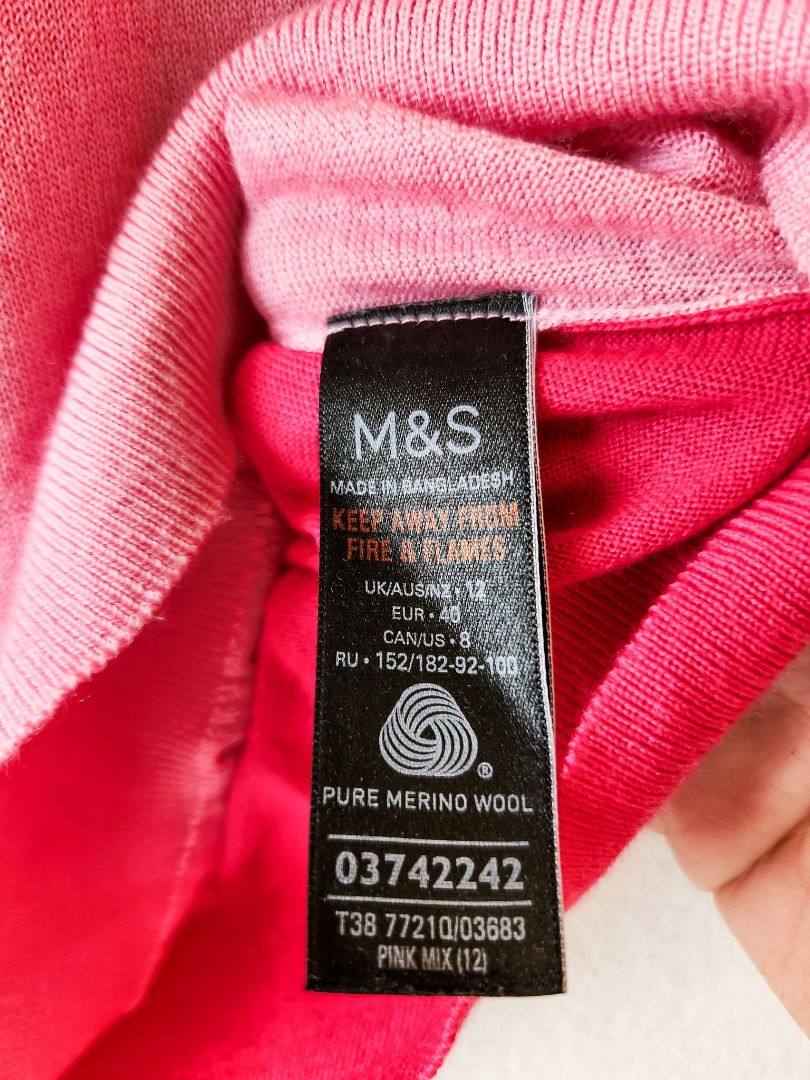 M&S
MADE IN BANGLADESH
KEEP AWAY FROM
FIRE & FLAMES
UK/AUS/NZ • 12
EUR • 40
CAN/US • 8
RU • 152/182-92-100
®
PURE MERINO WOOL
03742242
T38 7721Q/03683
PINK MIX (12)